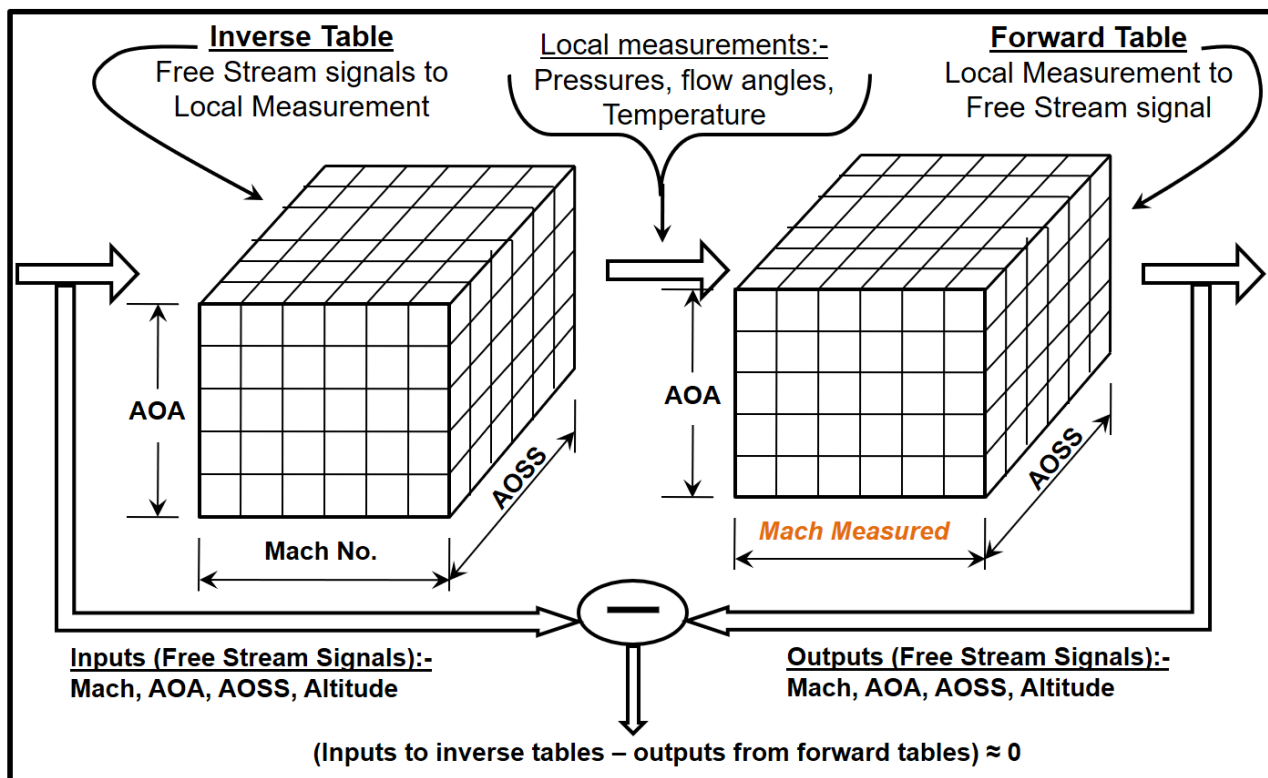 Inverse Table
Free Stream signals to
Local Measurement
Local measurements:-
Pressures, flow angles,
Temperature
Forward Table
Local Measurement to
Free Stream signal
AOA
AOSS
Mach No.
AOA
AOSS
Mach Measured
Inputs (Free Stream Signals):-
Mach, AOA, AOSS, Altitude
Outputs (Free Stream Signals):-
Mach, AOA, AOSS, Altitude
(Inputs to inverse tables – outputs from forward tables) ≈ 0